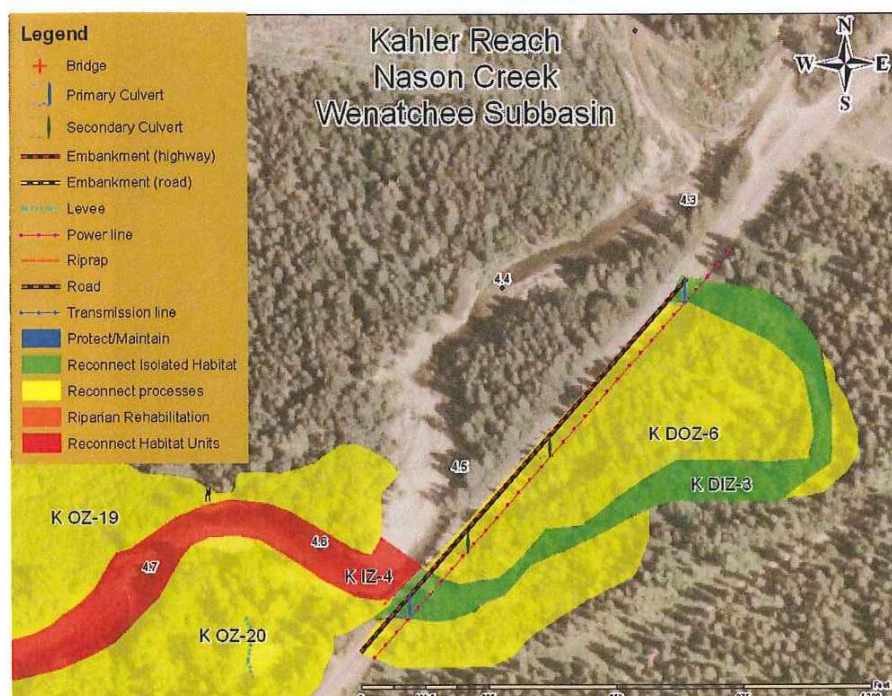 Legend
Bridge
Primary Culvert
Secondary Culvert
Embankment (highway)
Embankment (road)
Levee
Power line
Riprap
Road
Transmission line
Protect/Maintain
Reconnect Isolated Habitat
Reconnect processes
Riparian Rehabilitation
Reconnect Habitat Units
Kahler Reach
Nason Creek
Wenatchee Subbasin
N
W
E
S
4.3
4.4
4.5
K DOZ-6
K DIZ-3
K OZ-19
4.6
4.7
K IZ-4
K OZ-20